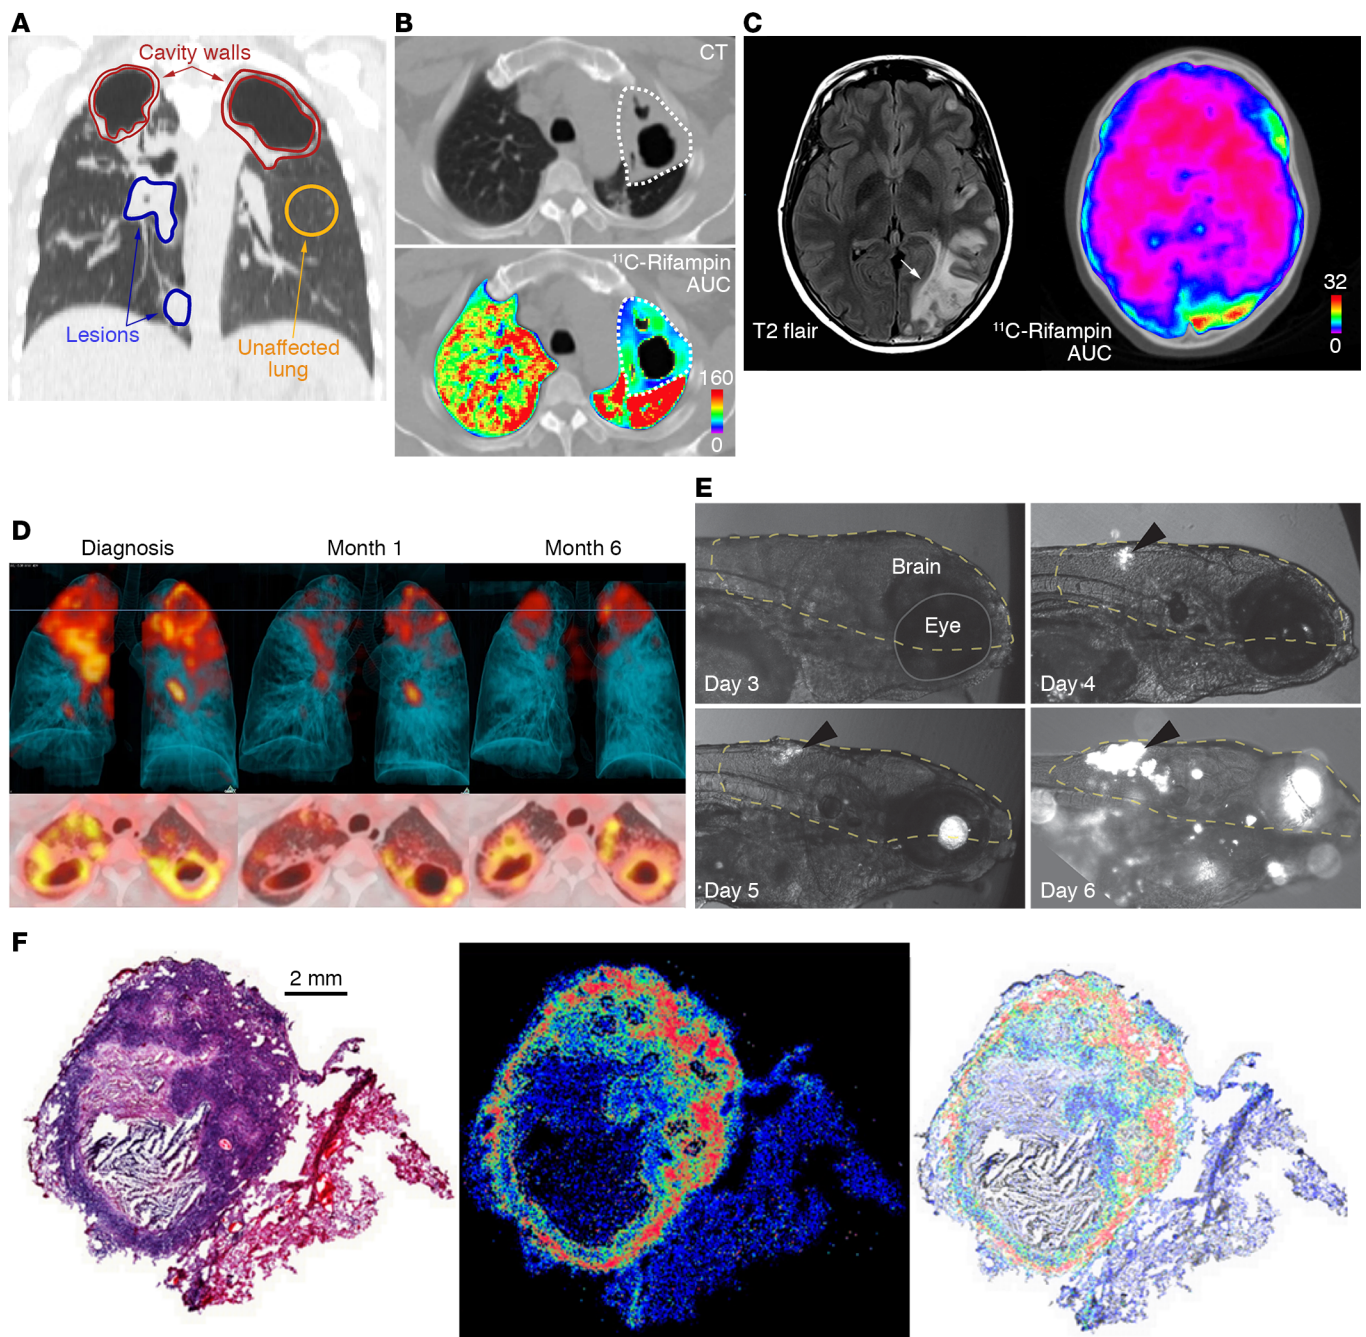 A
Cavity walls
Lesions
Unaffected
lung
B
CT
¹¹C-Rifampin
AUC
160
0
C
T2 flair
¹¹C-Rifampin
AUC
32
0
D
Diagnosis
Month 1
Month 6
E
Brain
Eye
Day 3
Day 4
Day 5
Day 6
F
2 mm